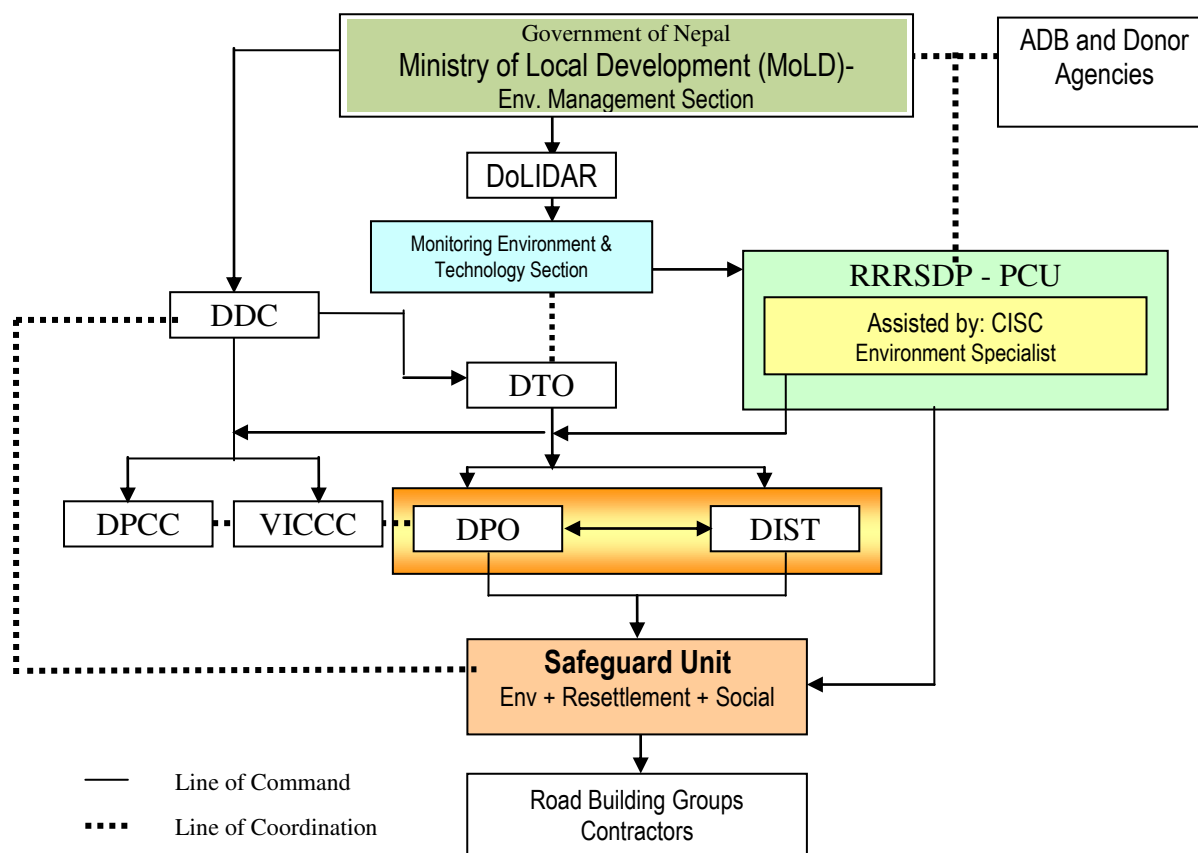 Government of Nepal
Ministry of Local Development (MoLD)-
Env. Management Section
ADB and Donor
Agencies
DoLIDAR
Monitoring Environment &
Technology Section
RRRSDP - PCU
Assisted by: CISC
Environment Specialist
DDC
DTO
DPCC
VICCC
DPO
DIST
Safeguard Unit
Env + Resettlement + Social
Road Building Groups
Contractors
Line of Command
Line of Coordination